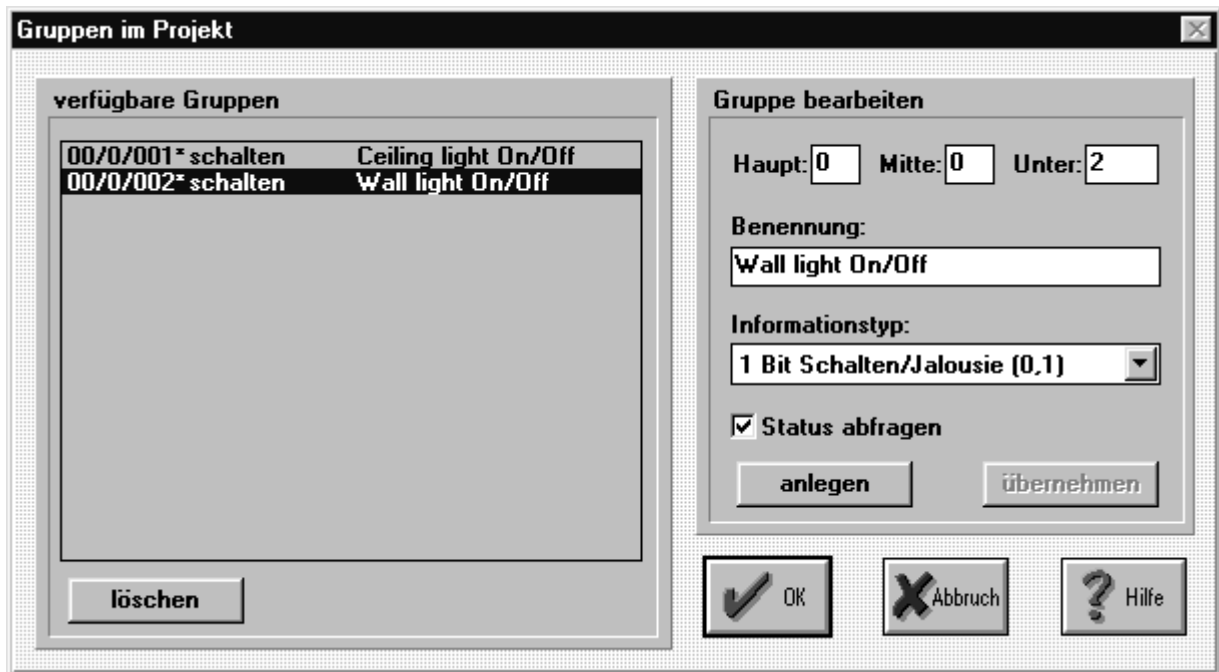 Gruppen im Projekt
verfügbare Gruppen
00/0/001* schalten Ceiling light On/Off
00/0/002* schalten Wall light On/Off
löschen
Gruppe bearbeiten
Haupt: 0 Mitte: 0 Unter: 2
Benennung:
Wall light On/Off
Informationstyp:
1 Bit Schalten/Jalousie (0,1)
Status abfragen
anlegen übernehmen
OK Abbruch Hilfe